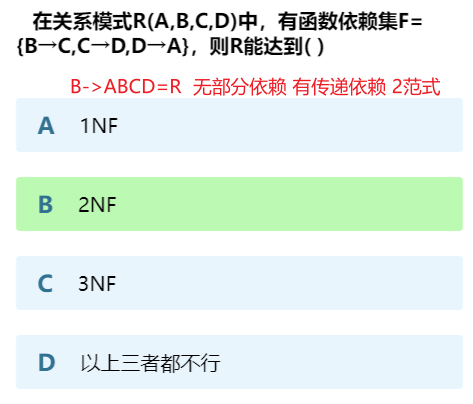 在关系模式R(A,B,C,D)中，有函数依赖集F=
{B→C,C→D,D→A}，则R能达到( )
B->ABCD=R 无部分依赖 有传递依赖 2范式
A 1NF
B 2NF
C 3NF
D 以上三者都不行